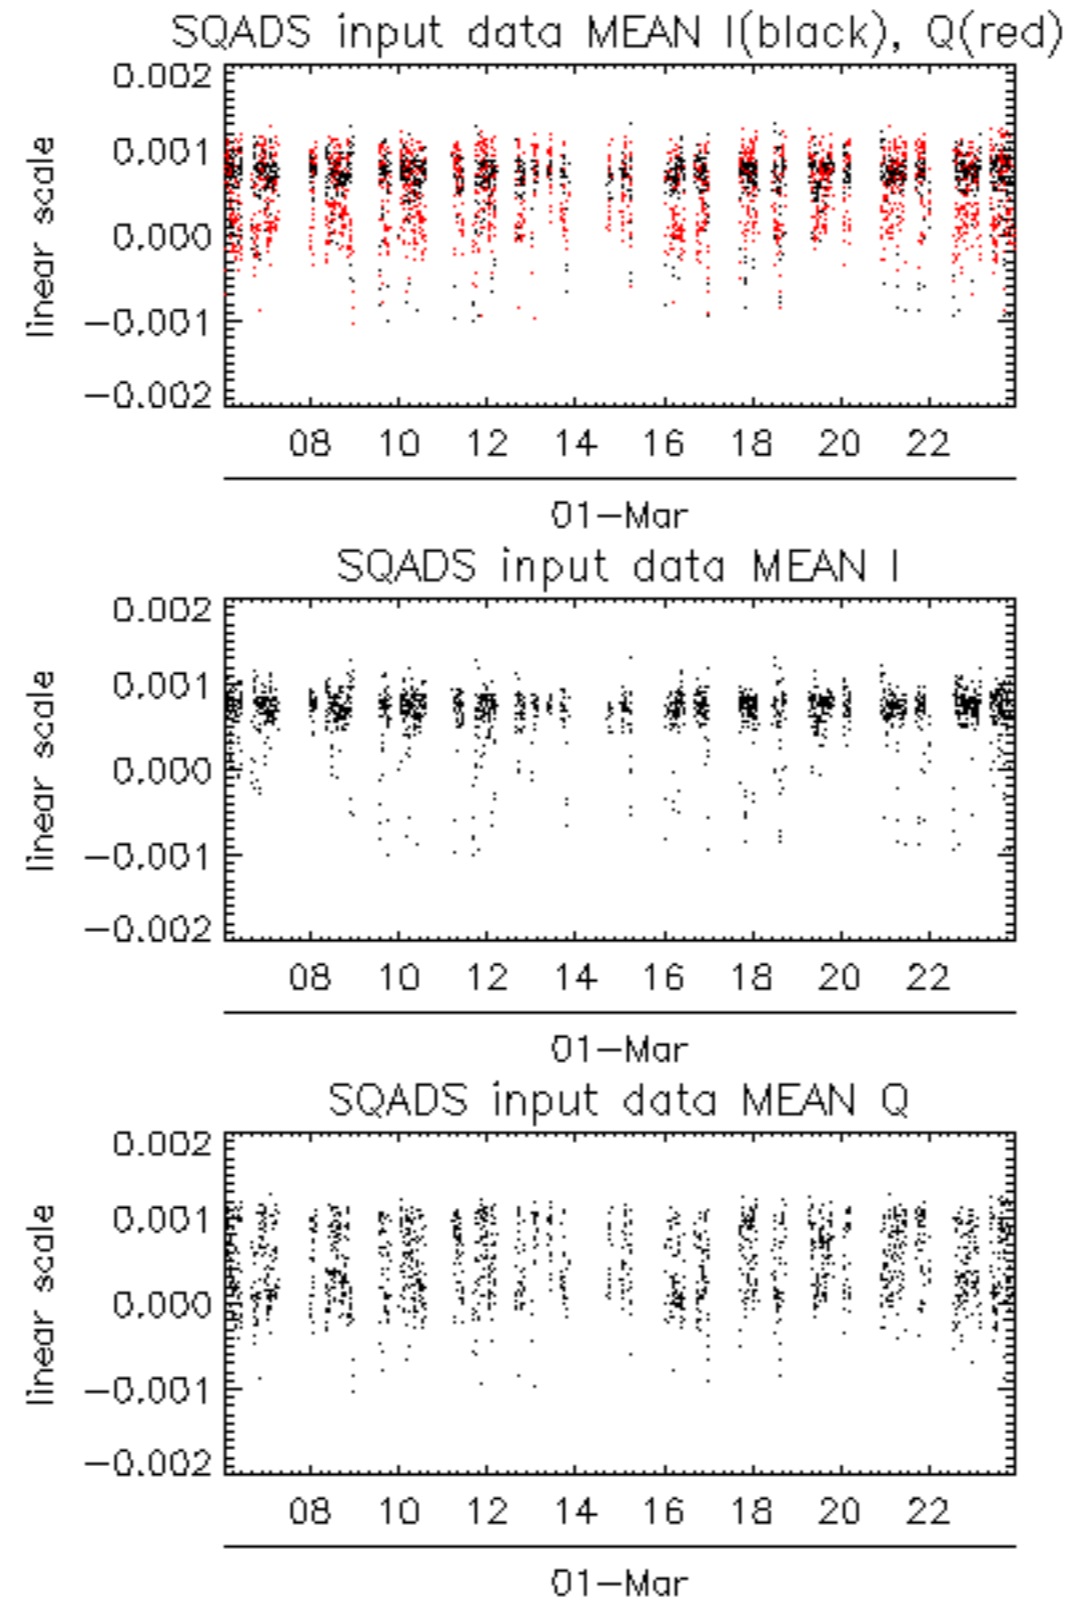 SQADS input data MEAN I(black), Q(red)
0.002
0.001
0.000
−0.001
−0.002
linear scale
08 10 12 14 16 18 20 22
01−Mar
SQADS input data MEAN I
0.002
0.001
0.000
−0.001
−0.002
linear scale
08 10 12 14 16 18 20 22
01−Mar
SQADS input data MEAN Q
0.002
0.001
0.000
−0.001
−0.002
linear scale
08 10 12 14 16 18 20 22
01−Mar